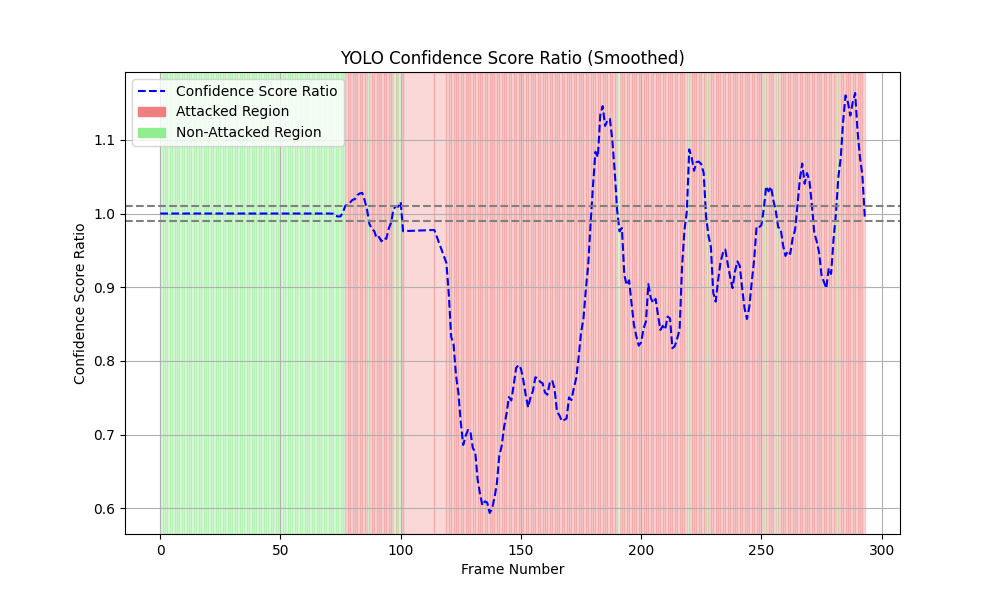 YOLO Confidence Score Ratio (Smoothed)
Confidence Score Ratio
Attacked Region
Non-Attacked Region
1.1
1.0
0.9
0.8
0.7
0.6
Confidence Score Ratio
0 50 100 150 200 250 300
Frame Number